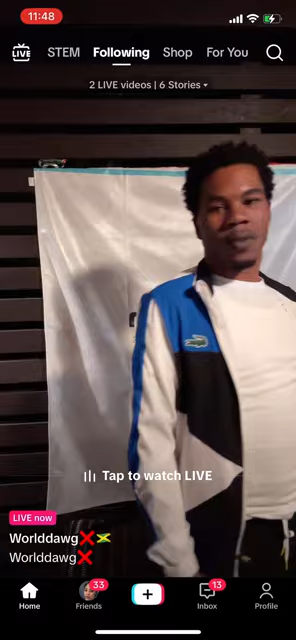 11:48
LIVE
STEM
Following
Shop
For You
2 LIVE videos | 6 Stories
Tap to watch LIVE
LIVE now
Worlddawg❌🇯🇲
Worlddawg❌
33
13
Home
Friends
Inbox
Profile